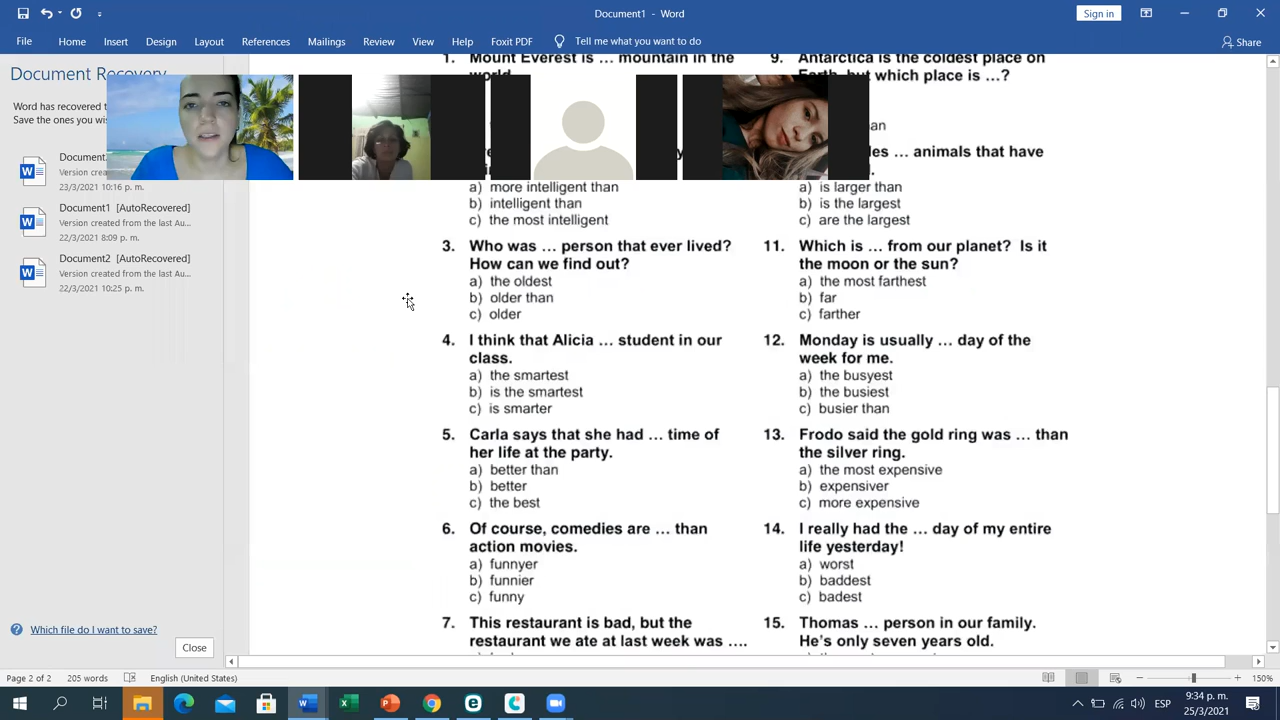 Document1 - Word
Sign in
File Home Insert Design Layout References Mailings Review View Help Foxit PDF Tell me what you want to do
Share
Document Recovery
Word has recovered t
Save the ones you wis
Document
Version created
23/3/2021 10:16 p. m.
Document1 [AutoRecovered]
Version created from the last Au...
22/3/2021 8:09 p. m.
Document2 [AutoRecovered]
Version created from the last Au...
22/3/2021 10:25 p. m.
Which file do I want to save?
Close
1. Mount Everest is … mountain in the
world
a) more intelligent than
b) intelligent than
c) the most intelligent
3. Who was … person that ever lived?
How can we find out?
a) the oldest
b) older than
c) older
4. I think that Alicia … student in our
class.
a) the smartest
b) is the smartest
c) is smarter
5. Carla says that she had … time of
her life at the party.
a) better than
b) better
c) the best
6. Of course, comedies are … than
action movies.
a) funnyer
b) funnier
c) funny
7. This restaurant is bad, but the
restaurant we ate at last week was ….
9. Antarctica is the coldest place on
Earth, but which place is …?
… animals that have
a) is larger than
b) is the largest
c) are the largest
11. Which is … from our planet? Is it
the moon or the sun?
a) the most farthest
b) far
c) farther
12. Monday is usually … day of the
week for me.
a) the busyest
b) the busiest
c) busier than
13. Frodo said the gold ring was … than
the silver ring.
a) the most expensive
b) expensiver
c) more expensive
14. I really had the … day of my entire
life yesterday!
a) worst
b) baddest
c) badest
15. Thomas … person in our family.
He's only seven years old.
Page 2 of 2 205 words English (United States)
150%
ESP
9:34 p. m.
25/3/2021